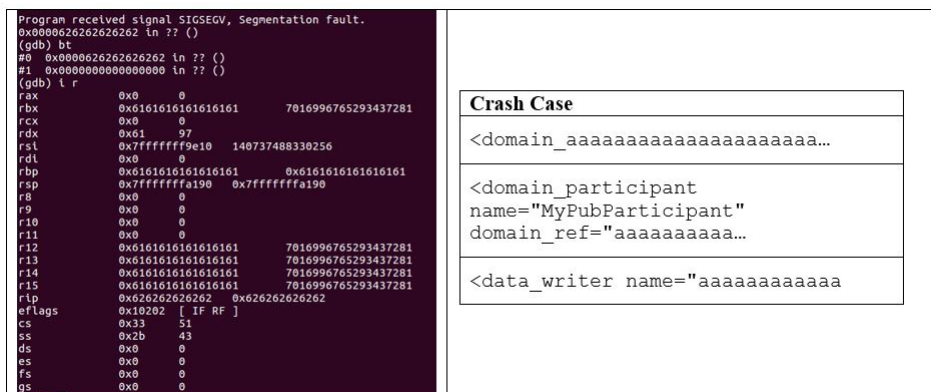 Program received signal SIGSEGV, Segmentation fault.
0x0000626262626262 in ?? ()
(gdb) bt
#0 0x0000626262626262 in ?? ()
#1 0x0000000000000000 in ?? ()
(gdb) i r
rax 0x0 0
rbx 0x6161616161616161 7016996765293437281
rcx 0x0 0
rdx 0x61 97
rsi 0x7fffffff9e10 140737488330256
rdi 0x0 0
rbp 0x6161616161616161 0x6161616161616161
rsp 0x7fffffffa190 0x7fffffffa190
r8 0x0 0
r9 0x0 0
r10 0x0 0
r11 0x0 0
r12 0x6161616161616161 7016996765293437281
r13 0x6161616161616161 7016996765293437281
r14 0x6161616161616161 7016996765293437281
r15 0x6161616161616161 7016996765293437281
rip 0x626262626262 0x626262626262
eflags 0x10202 [ IF RF ]
cs 0x33 51
ss 0x2b 43
ds 0x0 0
es 0x0 0
fs 0x0 0
gs 0x0 0
Crash Case
<domain_aaaaaaaaaaaaaaaaaaaaa…
<domain_participant
name="MyPubParticipant"
domain_ref="aaaaaaaaaa…
<data_writer name="aaaaaaaaaaaa